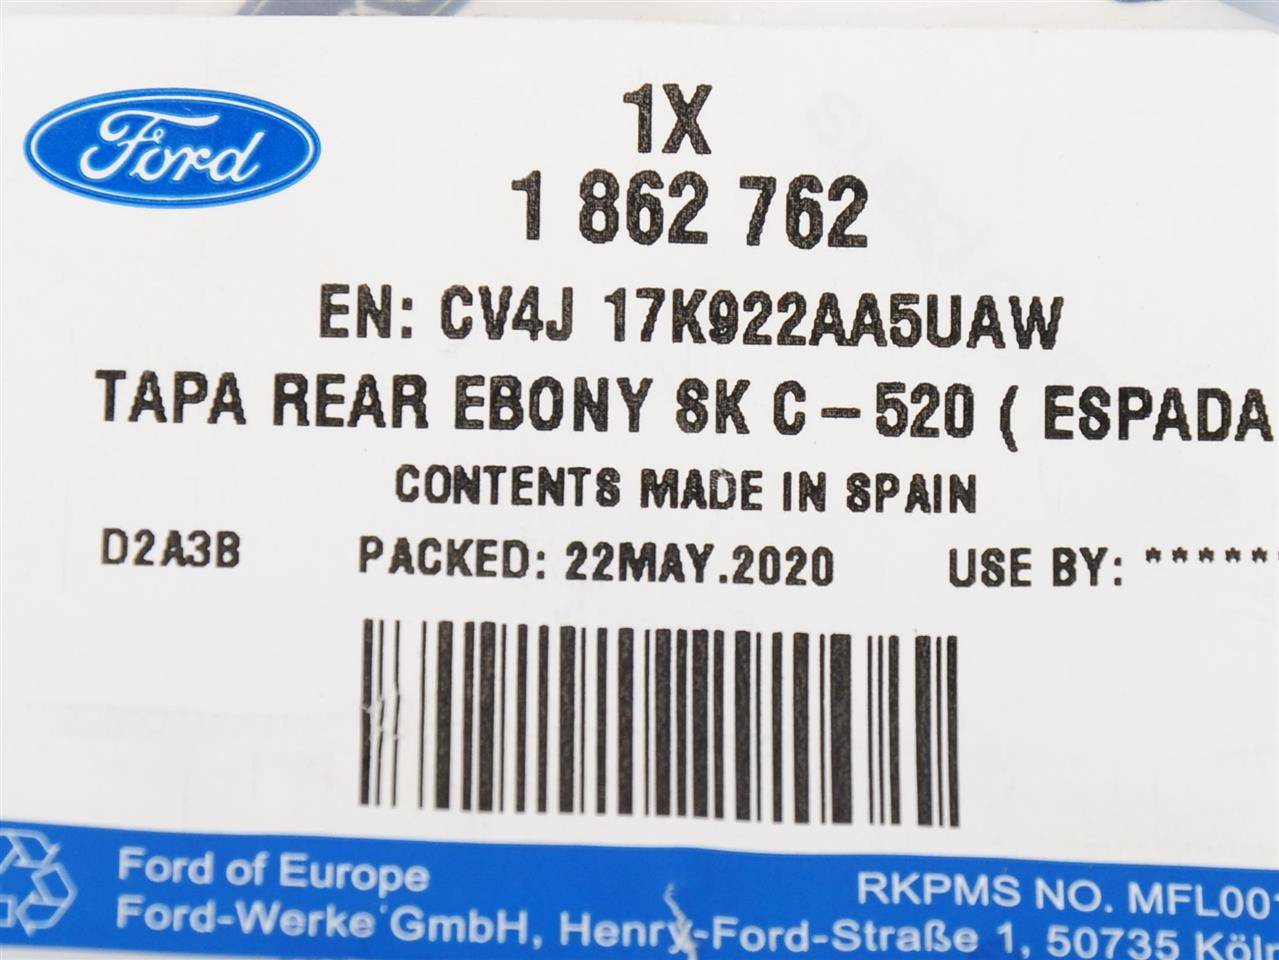 Ford
1X
1 862 762
EN: CV4J 17K922AA5UAW
TAPA REAR EBONY SK C-520 ( ESPADA
CONTENTS MADE IN SPAIN
D2A3B PACKED: 22MAY.2020 USE BY: *****
Ford of Europe
RKPMS NO. MFL001
Ford-Werke GmbH, Henry-Ford-Straße 1, 50735 Köln